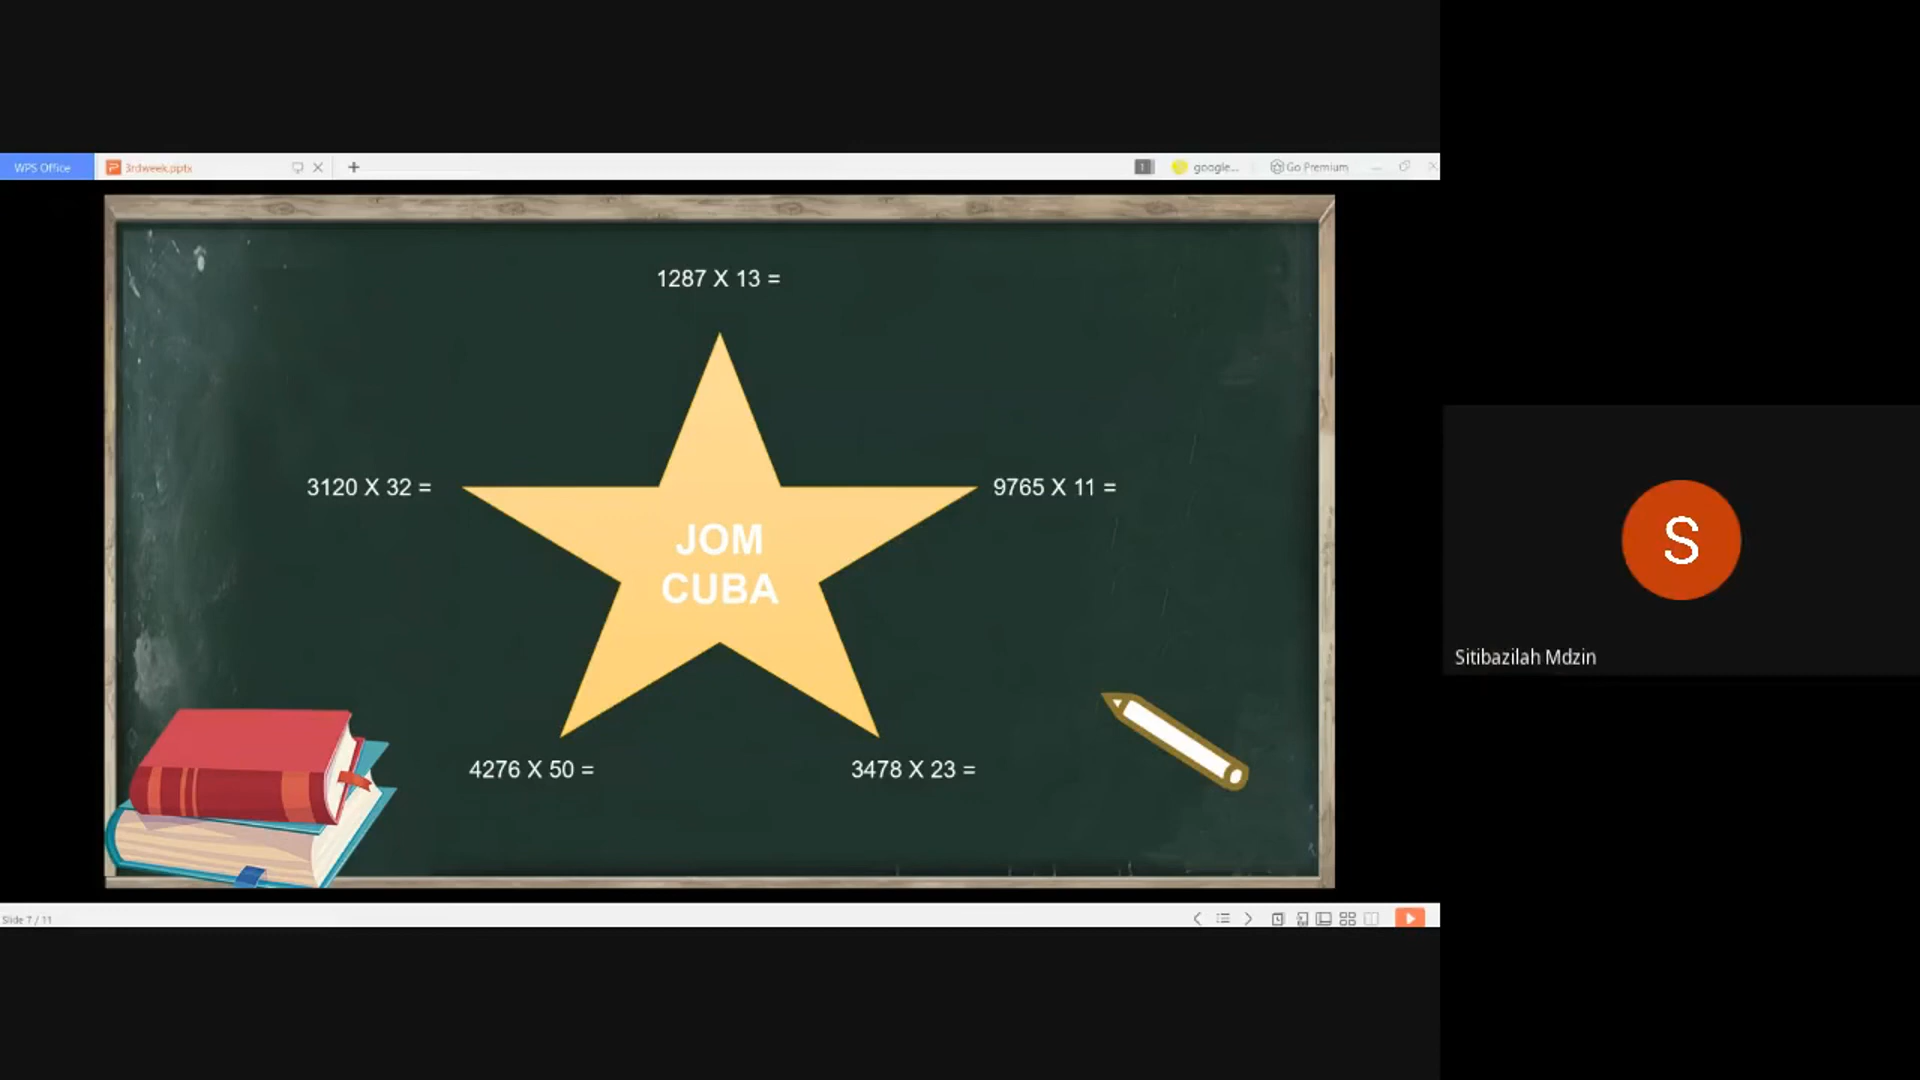 WPS Office
3rdweek.pptx
1
google...
Go Premium
1287 X 13 =
3120 X 32 =
9765 X 11 =
JOM
CUBA
4276 X 50 =
3478 X 23 =
S
Sitibazilah Mdzin
Slide 7 / 11